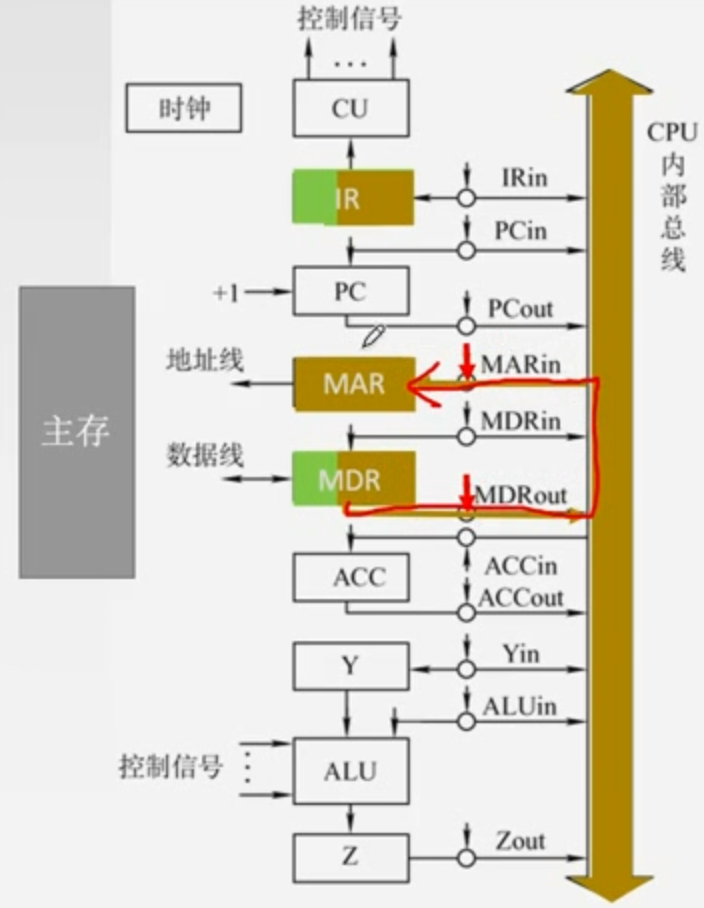 控制信号
...
时钟
CU
CPU
内
部
总
线
IR
IRin
PCin
+1
PC
PCout
地址线
MAR
MARin
主存
MDRin
数据线
MDR
MDRout
ACC
ACCin
ACCout
Y
Yin
ALUin
控制信号
ALU
Z
Zout